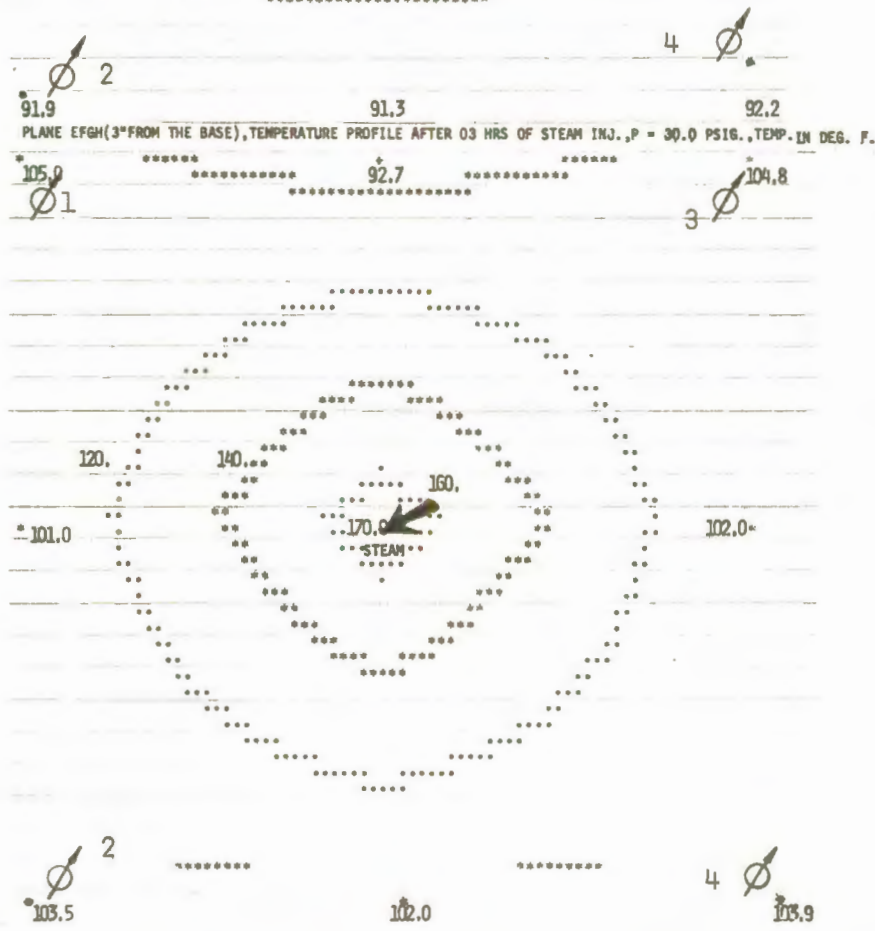 4
2
91.9 91.3 92.2
PLANE EFGH(3"FROM THE BASE),TEMPERATURE PROFILE AFTER 03 HRS OF STEAM INJ.,P = 30.0 PSIG.,TEMP.IN DEG. F.
105.0 92.7 104.8
1 3
120. 140. 160.
101.0 170.0 102.0
STEAM
2 4
103.5 102.0 103.9